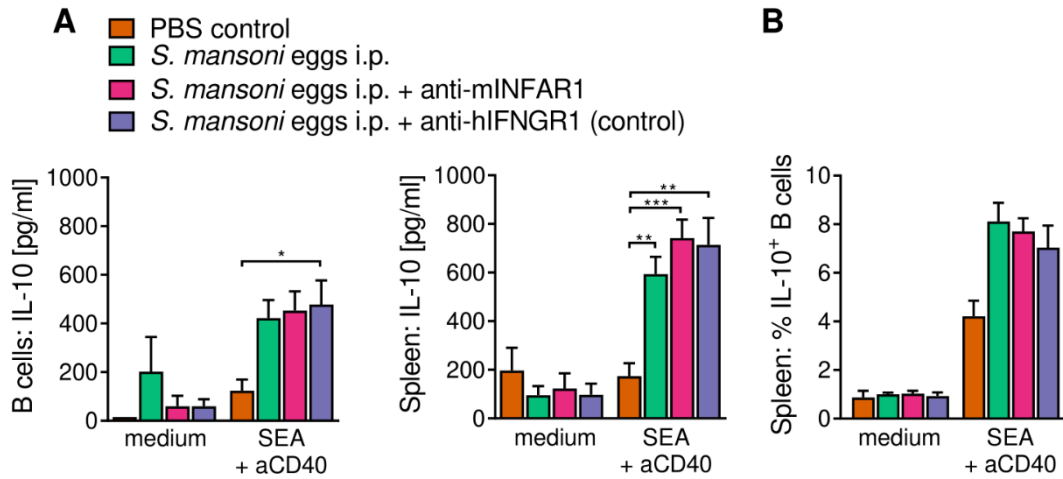 A
PBS control
S. mansoni eggs i.p.
S. mansoni eggs i.p. + anti-mINFAR1
S. mansoni eggs i.p. + anti-hIFNGR1 (control)
B
B cells: IL-10 [pg/ml]
1000
800
600
400
200
0
*
medium
SEA
+ aCD40
Spleen: IL-10 [pg/ml]
1000
800
600
400
200
0
**
***
**
medium
SEA
+ aCD40
Spleen: % IL-10+ B cells
10
8
6
4
2
0
medium
SEA
+ aCD40